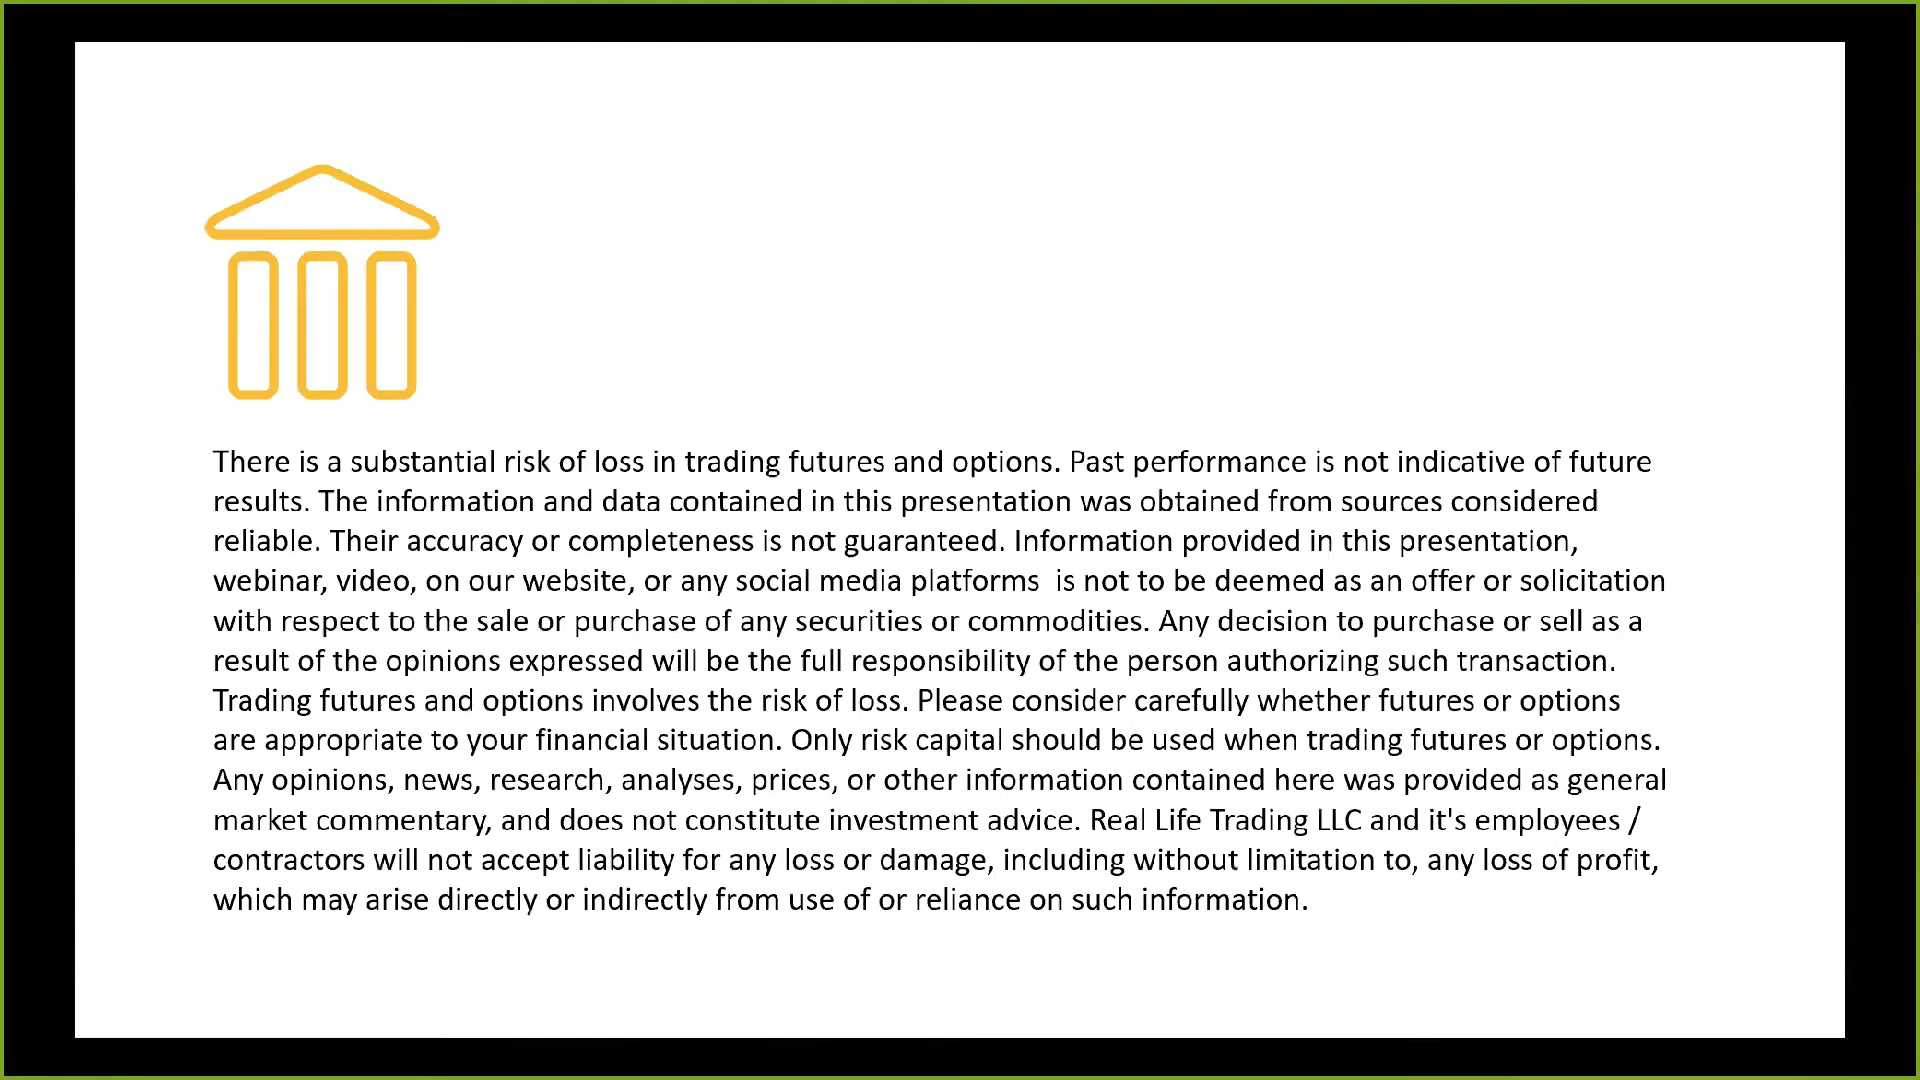 There is a substantial risk of loss in trading futures and options. Past performance is not indicative of future
results. The information and data contained in this presentation was obtained from sources considered
reliable. Their accuracy or completeness is not guaranteed. Information provided in this presentation,
webinar, video, on our website, or any social media platforms  is not to be deemed as an offer or solicitation
with respect to the sale or purchase of any securities or commodities. Any decision to purchase or sell as a
result of the opinions expressed will be the full responsibility of the person authorizing such transaction.
Trading futures and options involves the risk of loss. Please consider carefully whether futures or options
are appropriate to your financial situation. Only risk capital should be used when trading futures or options.
Any opinions, news, research, analyses, prices, or other information contained here was provided as general
market commentary, and does not constitute investment advice. Real Life Trading LLC and it's employees /
contractors will not accept liability for any loss or damage, including without limitation to, any loss of profit,
which may arise directly or indirectly from use of or reliance on such information.